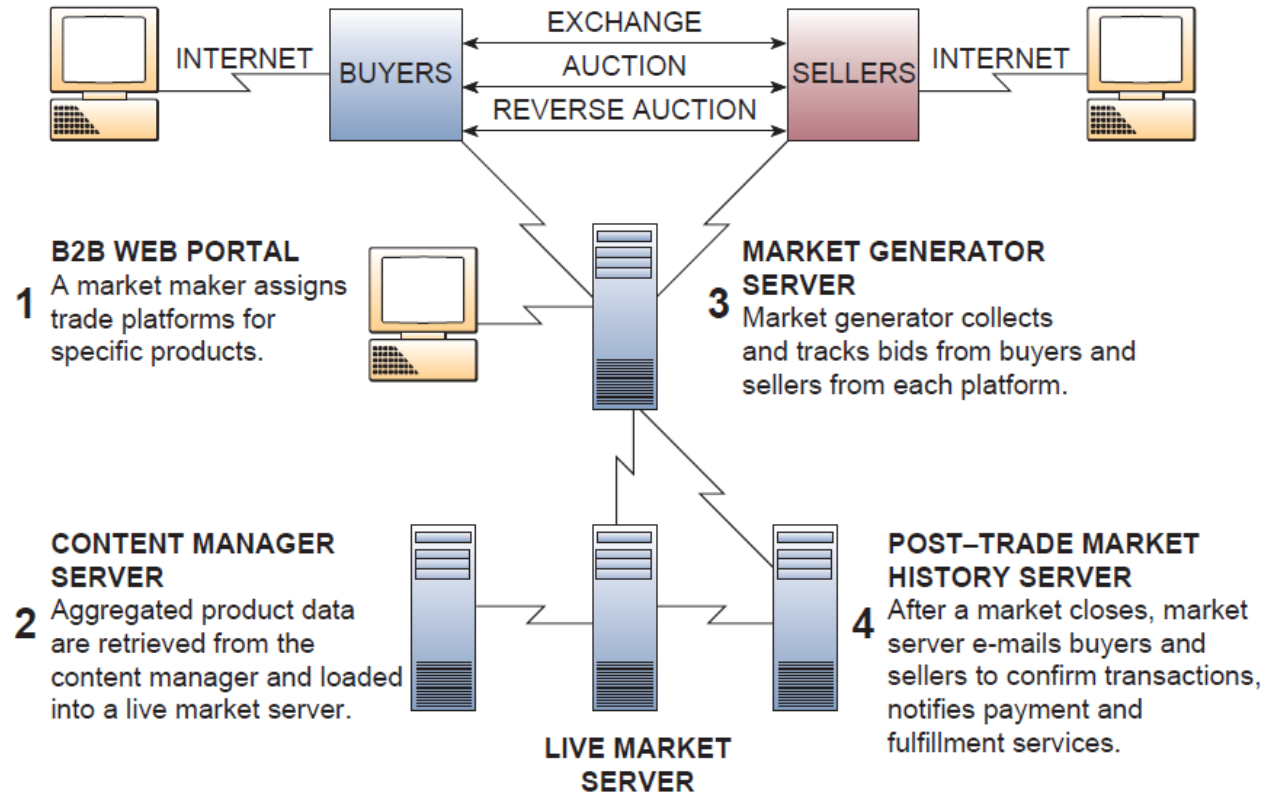 EXCHANGE
INTERNET
BUYERS
AUCTION
SELLERS
INTERNET
REVERSE AUCTION
B2B WEB PORTAL
1
A market maker assigns
trade platforms for
specific products.
MARKET GENERATOR
SERVER
3
Market generator collects
and tracks bids from buyers and
sellers from each platform.
CONTENT MANAGER
SERVER
2
Aggregated product data
are retrieved from the
content manager and loaded
into a live market server.
LIVE MARKET
SERVER
POST–TRADE MARKET
HISTORY SERVER
4
After a market closes, market
server e-mails buyers and
sellers to confirm transactions,
notifies payment and
fulfillment services.